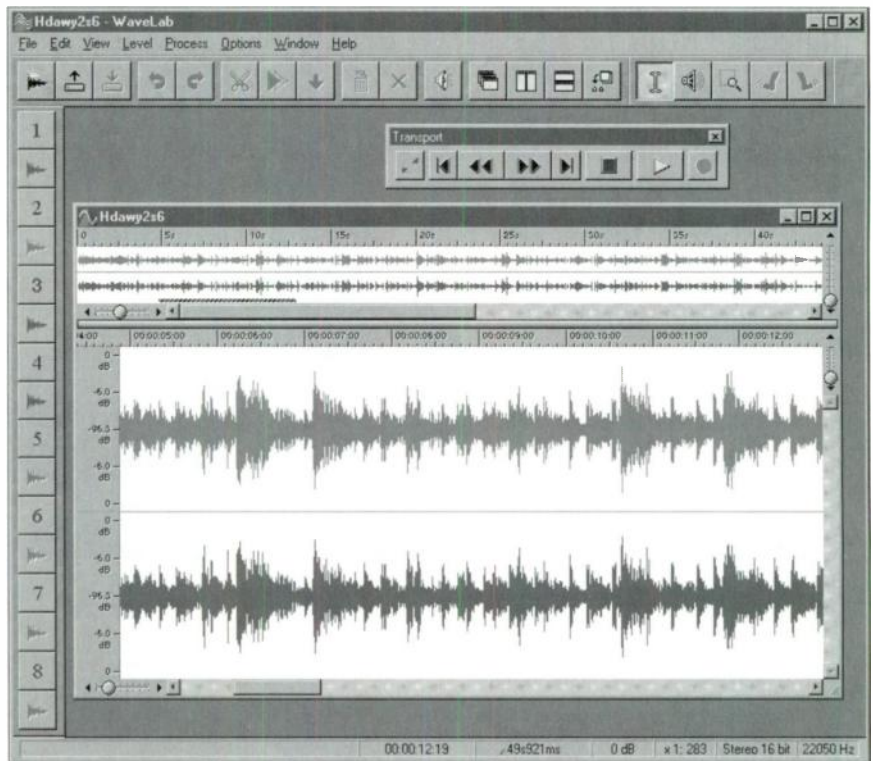 Hdawy2s6 - WaveLab
File Edit View Level Process Options Window Help
Transport
1
2
3
4
5
6
7
8
Hdawy2s6
0 5s 10s 15s 20s 25s 30s 35s 40s
4:00 00:00:05:00 00:00:06:00 00:00:07:00 00:00:08:00 00:00:09:00 00:00:10:00 00:00:11:00 00:00:12:00
0
dB
-6.0
-96.3
dB
-6.0
dB
0
0
dB
-6.0
dB
-96.3
dB
-6.0
dB
0
00:00:12:19 49s921ms 0 dB x 1: 283 Stereo 16 bit 22050 Hz